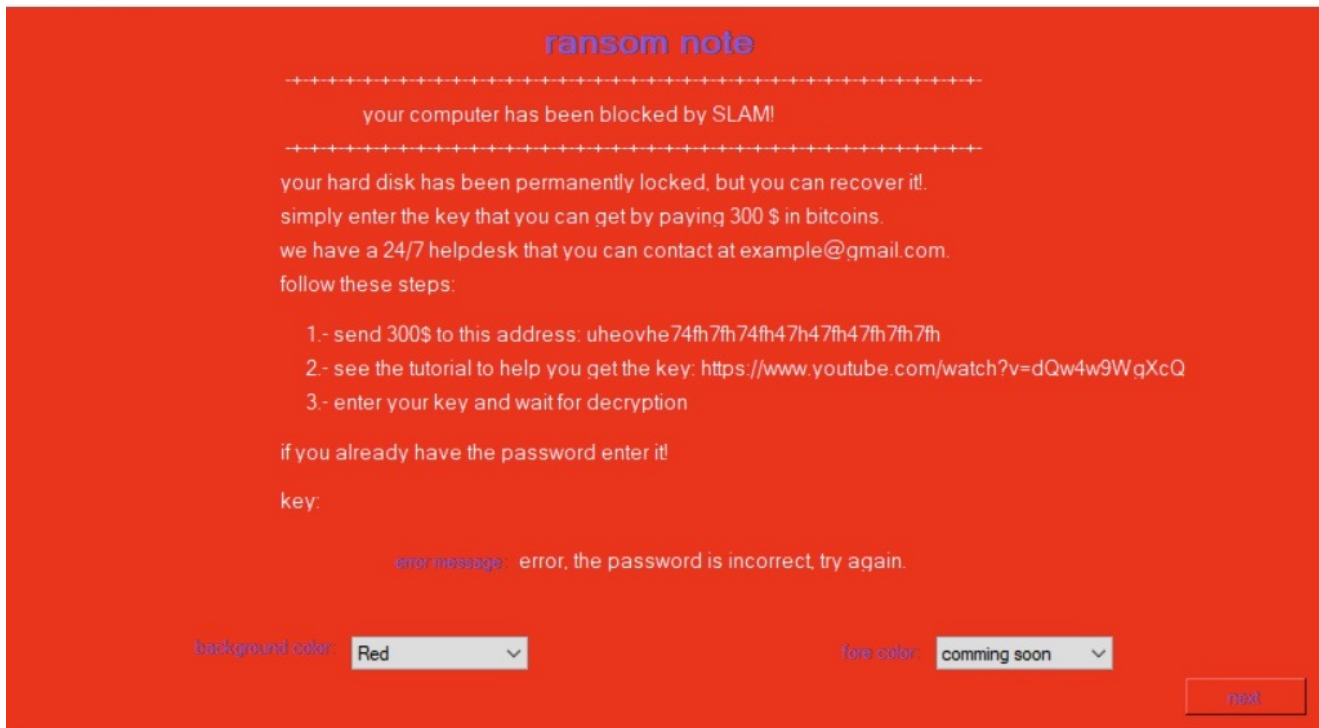 ransom note
-+-+-+-+-+-+-+-+-+-+-+-+-+-+-+-+-+-+-+-+-+-+-+-+-+-+-+-+-+-+-+-+-+-+-+-+-+-+-+-
your computer has been blocked by SLAM!
-+-+-+-+-+-+-+-+-+-+-+-+-+-+-+-+-+-+-+-+-+-+-+-+-+-+-+-+-+-+-+-+-+-+-+-+-+-+-+-
your hard disk has been permanently locked, but you can recover it!.
simply enter the key that you can get by paying 300 $ in bitcoins.
we have a 24/7 helpdesk that you can contact at example@gmail.com.
follow these steps:
1.- send 300$ to this address: uheovhe74fh7fh74fh47h47fh47fh7fh7fh
2.- see the tutorial to help you get the key: https://www.youtube.com/watch?v=dQw4w9WgXcQ
3.- enter your key and wait for decryption
if you already have the password enter it!
key:
error message: error, the password is incorrect, try again.
background color: Red fore color: comming soon
next